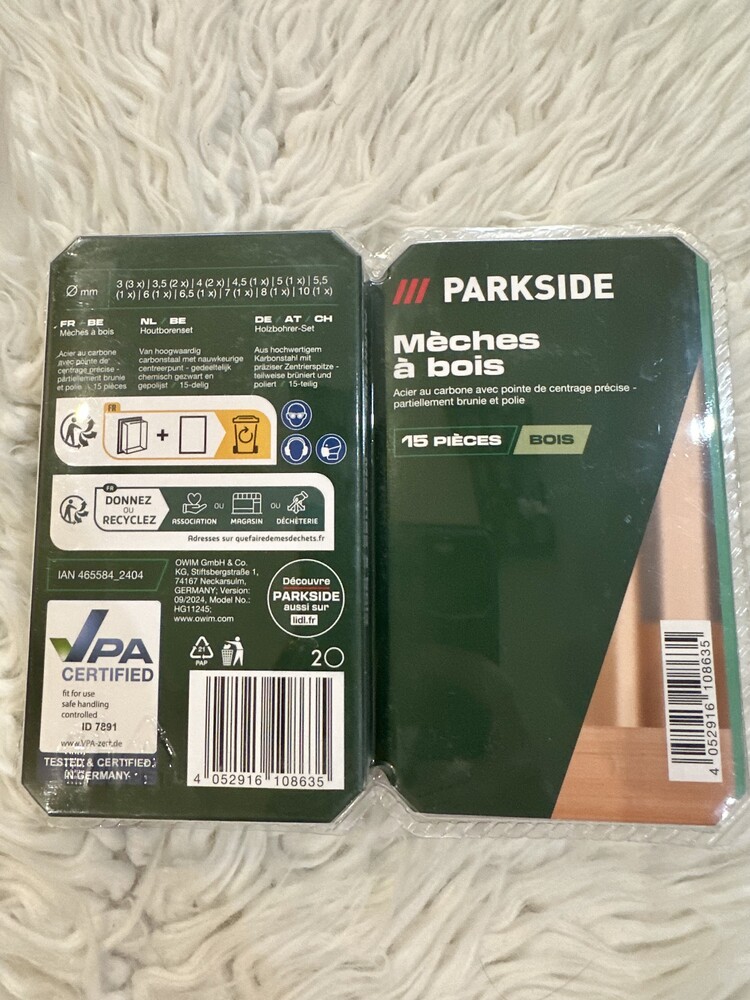 Ø mm
3 (3 x) | 3,5 (2 x) | 4 (2 x) | 4,5 (1 x) | 5 (1 x) | 5,5
(1 x) | 6 (1 x) | 6,5 (1 x) | 7 (1 x) | 8 (1 x) | 10 (1 x)
FR / BE
Mèches à bois
Acier au carbone
avec pointe de
centrage précise -
partiellement brunie
et polie / 15 pièces
NL / BE
Houtborenset
Van hoogwaardig
carbonstaal met nauwkeurige
centreerpunt - gedeeltelijk
chemisch gezwart en
gepolijst / 15-delig
DE / AT / CH
Holzbohrer-Set
Aus hochwertigem
Karbonstahl mit
präziser Zentrierspitze -
teilweise brüniert und
poliert / 15-teilig
FR
+
FR
DONNEZ
OU
RECYCLEZ
ASSOCIATION
OU
MAGASIN
OU
DÉCHÈTERIE
Adresses sur quefairedemesdechets.fr
IAN 465584_2404
OWIM GmbH & Co.
KG, Stiftsbergstraße 1,
74167 Neckarsulm,
GERMANY; Version:
09/2024, Model No.:
HG11245;
www.owim.com
Découvre
PARKSIDE
aussi sur
lidl.fr
VPA
CERTIFIED
fit for use
safe handling
controlled
ID 7891
www.VPA-zert.de
TESTED & CERTIFIED
IN GERMANY
21
PAP
2
4 052916 108635
PARKSIDE
Mèches
à bois
Acier au carbone avec pointe de centrage précise -
partiellement brunie et polie
15 PIÈCES
BOIS
4 052916 108635